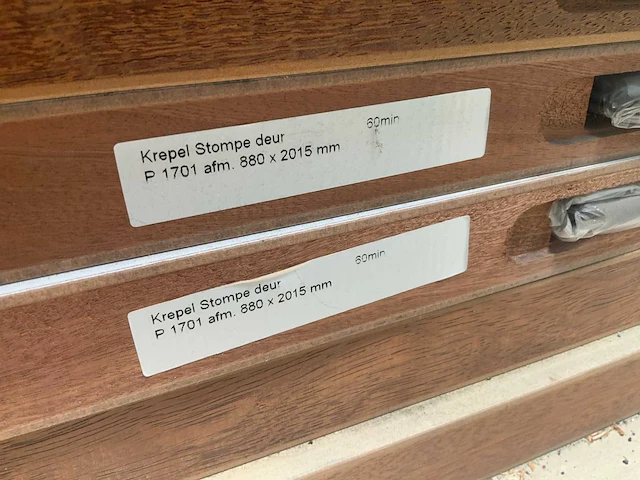 Krepel Stompe deur 60min
P 1701 afm. 880 x 2015 mm
Krepel Stompe deur 60min
P 1701 afm. 880 x 2015 mm